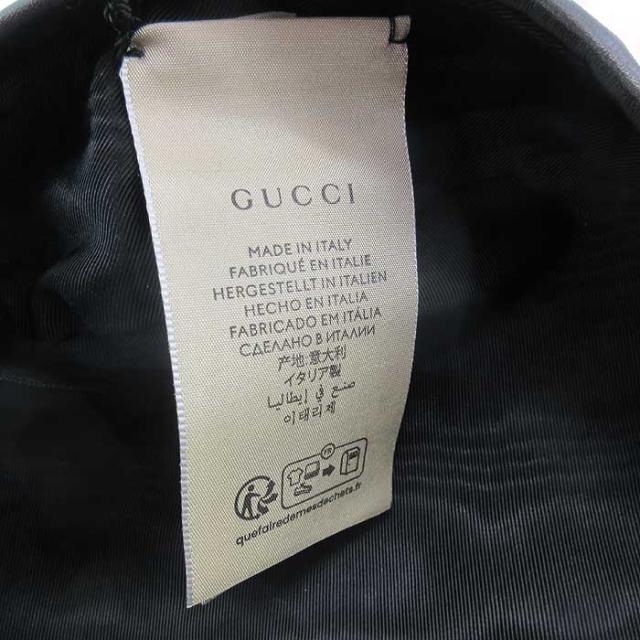 GUCCI
MADE IN ITALY
FABRIQUÉ EN ITALIE
HERGESTELLT IN ITALIEN
HECHO EN ITALIA
FABRICADO EM ITÁLIA
СДЕЛАНО В ИТАЛИИ
产地:意大利
イタリア製
صنع في إيطاليا
이태리제
FR
quefairedemesdechets.fr